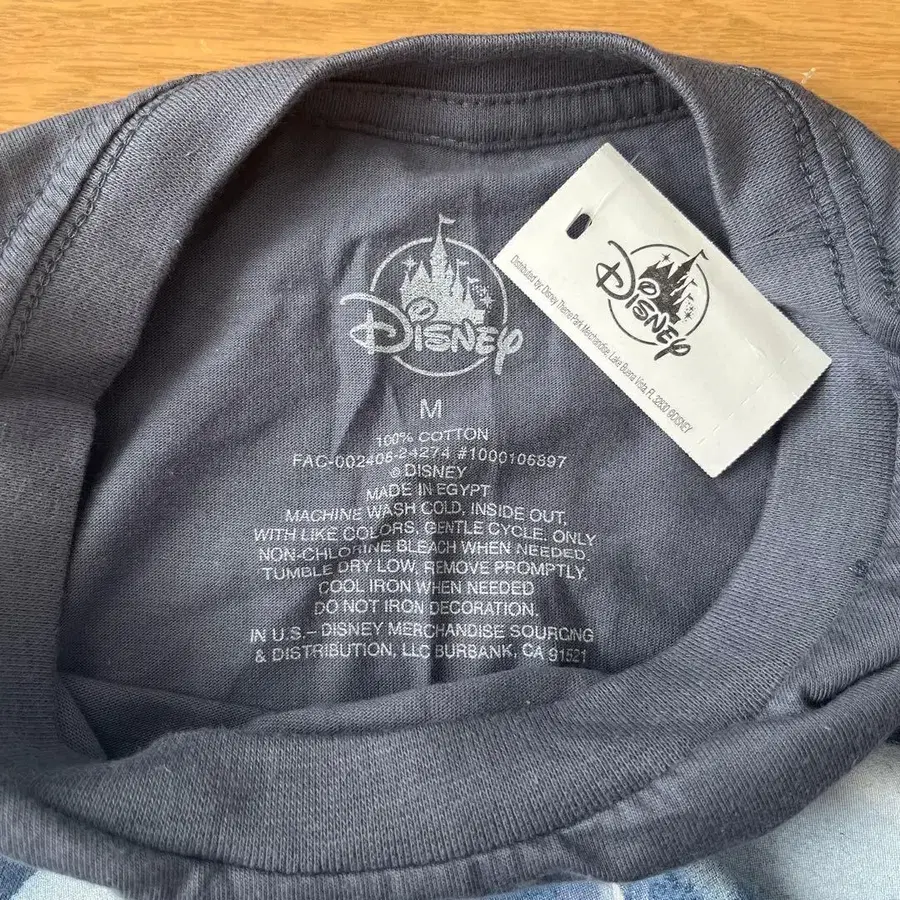 DISNEY
M
100% COTTON
FAC-002406-24274 #1000106897
© DISNEY
MADE IN EGYPT
MACHINE WASH COLD, INSIDE OUT,
WITH LIKE COLORS, GENTLE CYCLE. ONLY
NON-CHLORINE BLEACH WHEN NEEDED
TUMBLE DRY LOW, REMOVE PROMPTLY.
COOL IRON WHEN NEEDED
DO NOT IRON DECORATION.
IN U.S.– DISNEY MERCHANDISE SOURCING
& DISTRIBUTION, LLC BURBANK, CA 91521
DISNEY
Distributed by: Disney Theme Park Merchandise, Lake Buena Vista, FL 32830 ©DISNEY